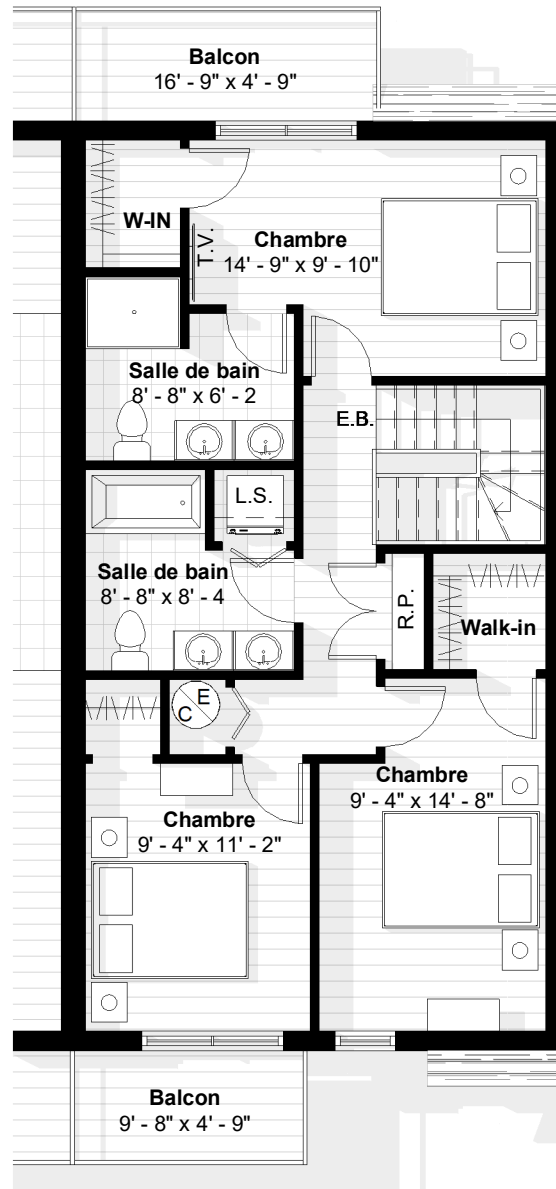 Balcon
16' - 9" x 4' - 9"
W-IN
T.V.
Chambre
14' - 9" x 9' - 10"
Salle de bain
8' - 8" x 6' - 2
E.B.
L.S.
Salle de bain
8' - 8" x 8' - 4
R.P.
Walk-in
E
C
Chambre
9' - 4" x 14' - 8"
Chambre
9' - 4" x 11' - 2"
Balcon
9' - 8" x 4' - 9"